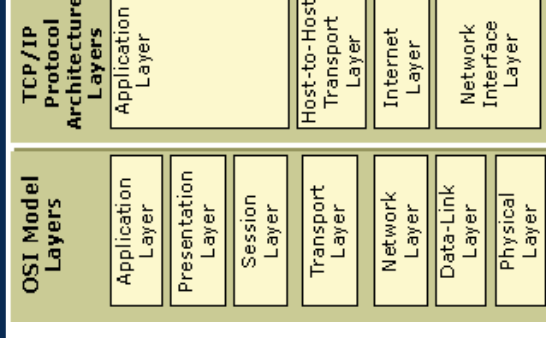 OSI Model
Layers
Application
Layer
Presentation
Layer
Session
Layer
Transport
Layer
Network
Layer
Data-Link
Layer
Physical
Layer
TCP/IP
Protocol
Architecture
Layers
Application
Layer
Host-to-Host
Transport
Layer
Internet
Layer
Network
Interface
Layer